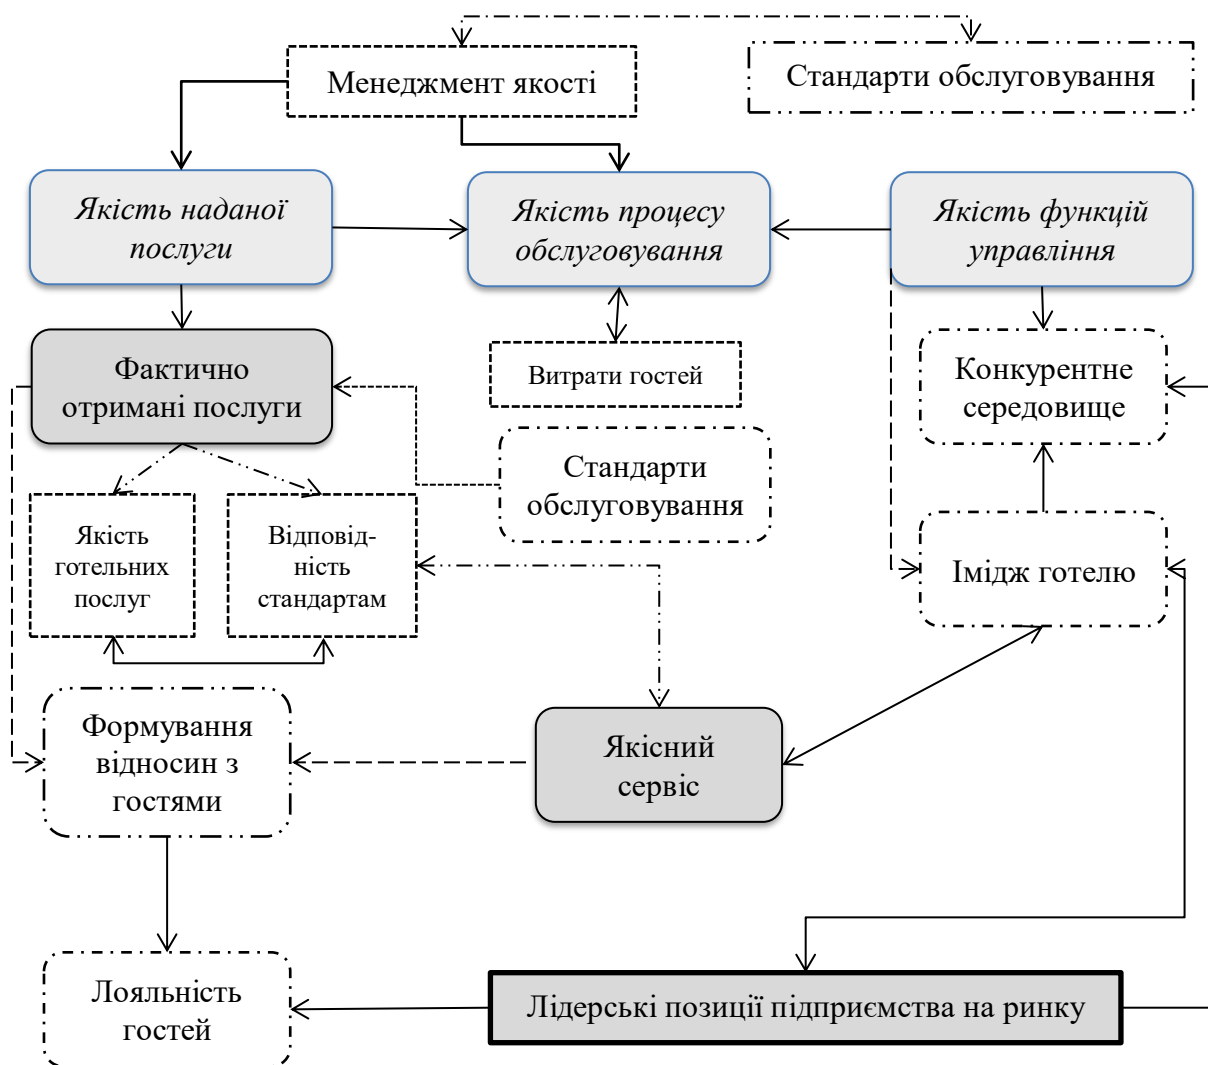 Менеджмент якості
Стандарти обслуговування
Якість наданої
послуги
Якість процесу
обслуговування
Якість функцій
управління
Фактично
отримані послуги
Витрати гостей
Конкурентне
середовище
Стандарти
обслуговування
Якість
готельних
послуг
Відповід-
ність
стандартам
Імідж готелю
Формування
відносин з
гостями
Якісний
сервіс
Лояльність
гостей
Лідерські позиції підприємства на ринку